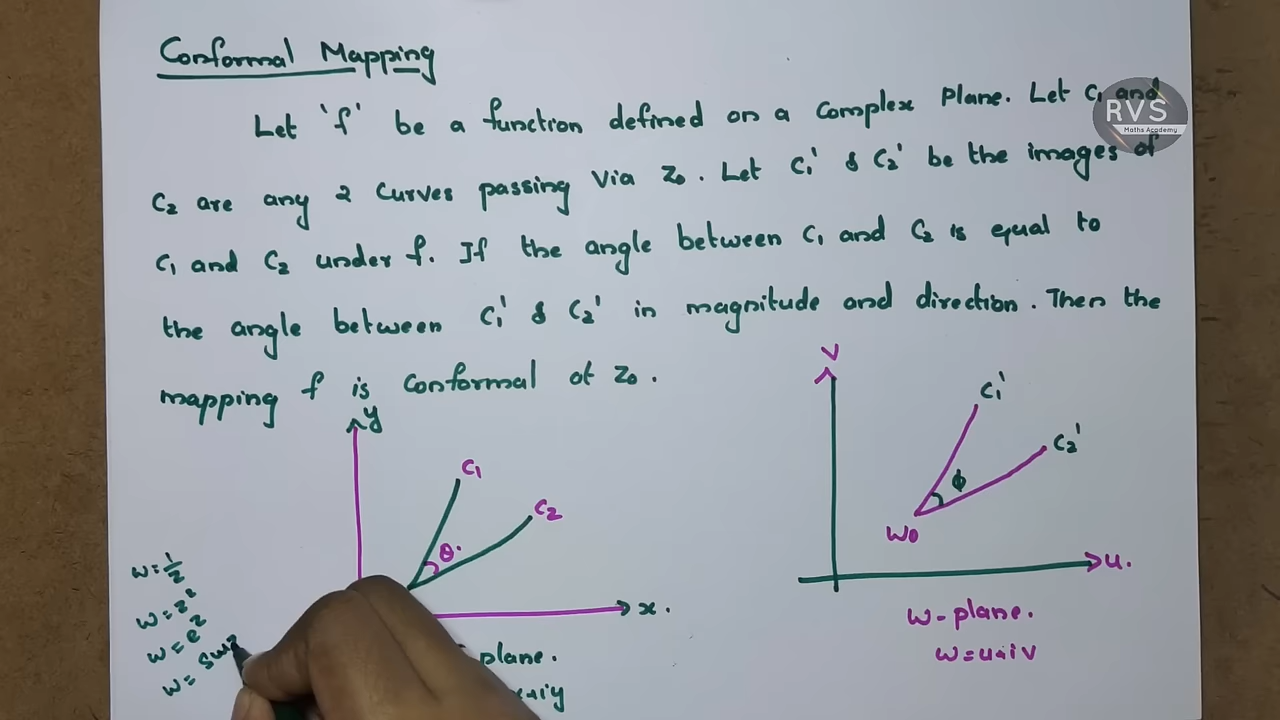 Conformal Mapping
Let 'f' be a function defined on a complex plane. Let C₁ and
C₂ are any 2 curves passing via Z₀. Let C₁' & C₂' be the images of
C₁ and C₂ under f. If the angle between C₁ and C₂ is equal to
the angle between C₁' & C₂' in magnitude and direction. Then the
mapping f is conformal at Z₀.
RVS
Maths Academy
y
C₁
C₂
θ.
x.
plane.
x+iy
w=1/z
w=z²
w=e^z
w=
v
C₁'
C₂'
ϕ
W₀
u.
W-plane.
w=u+iv